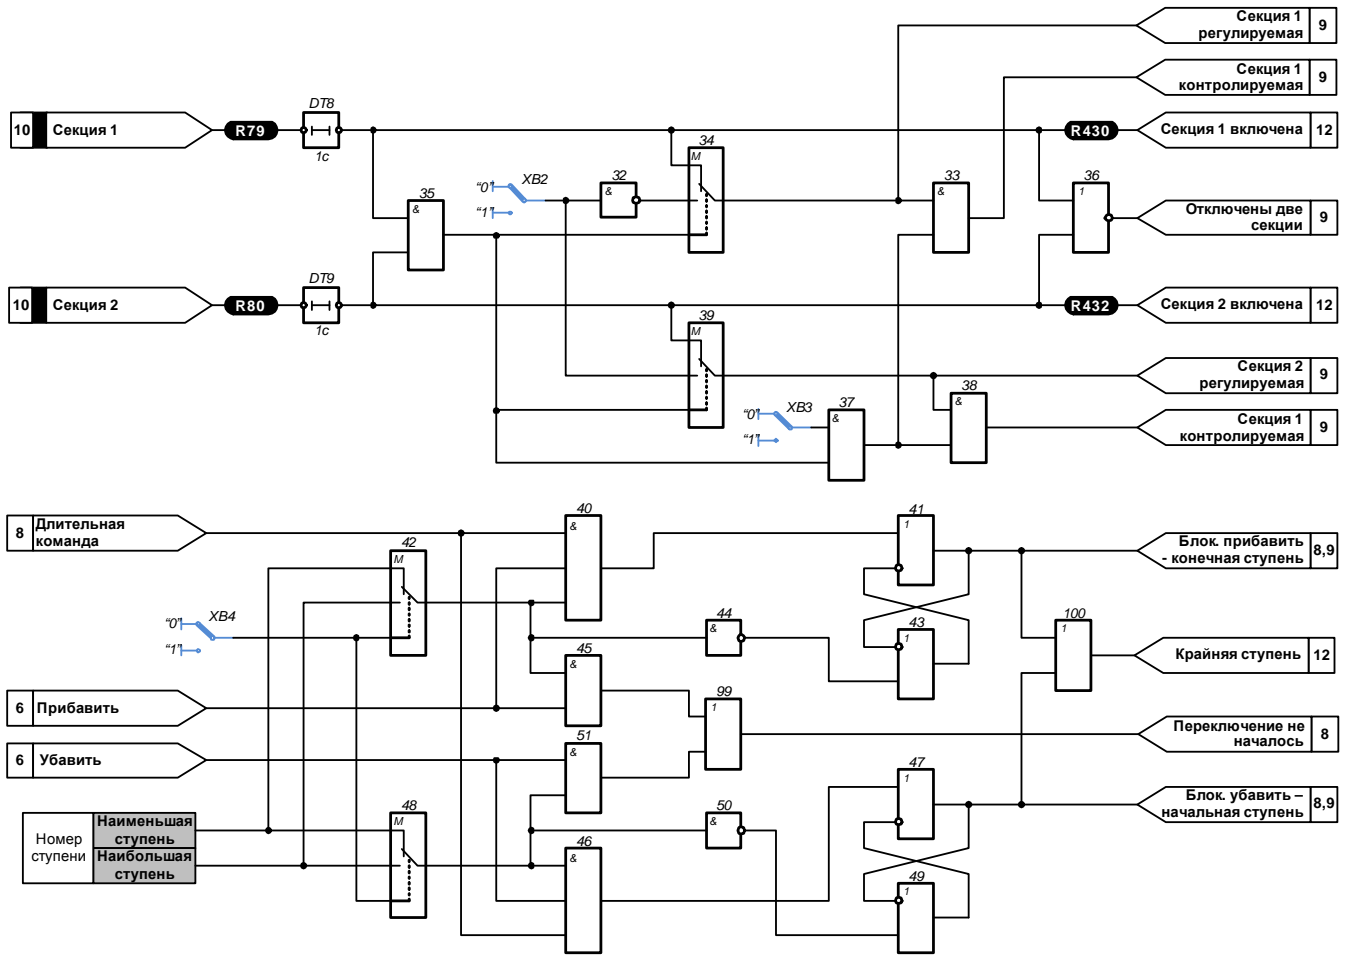 Секция 1
регулируемая
9
Секция 1
контролируемая
9
10
Секция 1
R79
DT8
1с
R430
Секция 1 включена
12
34
M
"0"
XB2
"1"
32
&
35
&
33
&
36
1
Отключены две
секции
9
10
Секция 2
R80
DT9
1с
R432
Секция 2 включена
12
39
M
Секция 2
регулируемая
9
38
&
"0"
XB3
"1"
37
&
Секция 1
контролируемая
9
8
Длительная
команда
40
&
41
1
Блок. прибавить
- конечная ступень
8,9
42
M
"0"
XB4
"1"
44
&
43
1
100
1
Крайняя ступень
12
45
&
6
Прибавить
99
1
Переключение не
началось
8
6
Убавить
51
&
47
1
Блок. убавить –
начальная ступень
8,9
Номер
ступени
Наименьшая
ступень
Наибольшая
ступень
48
M
50
&
46
&
49
1